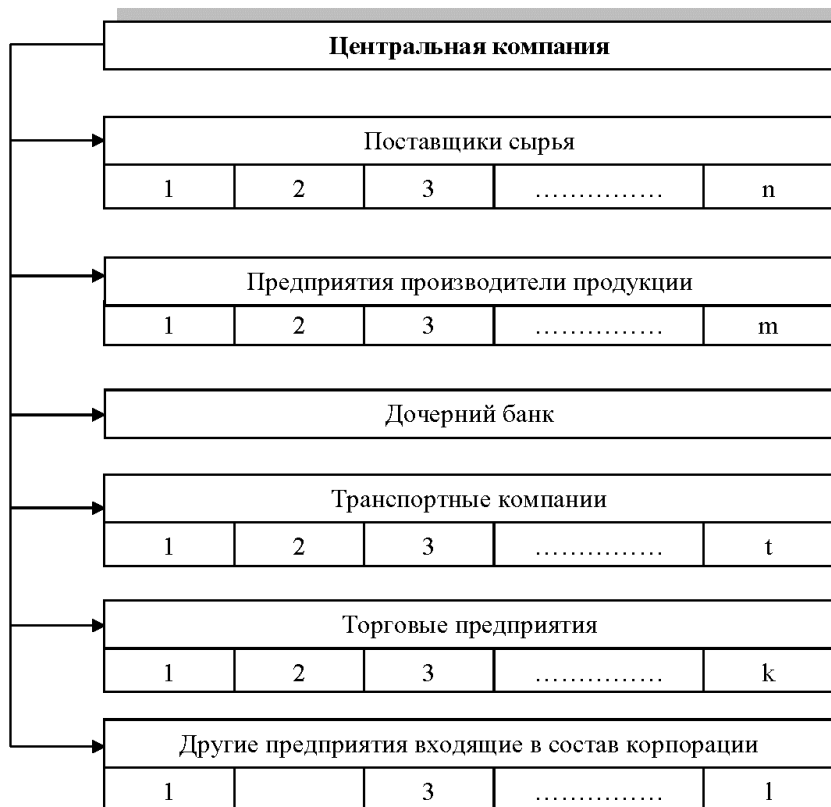 Центральная компания
Поставщики сырья
1 2 3 …………… n
Предприятия производители продукции
1 2 3 …………… m
Дочерний банк
Транспортные компании
1 2 3 …………… t
Торговые предприятия
1 2 3 …………… k
Другие предприятия входящие в состав корпорации
1 3 …………… l